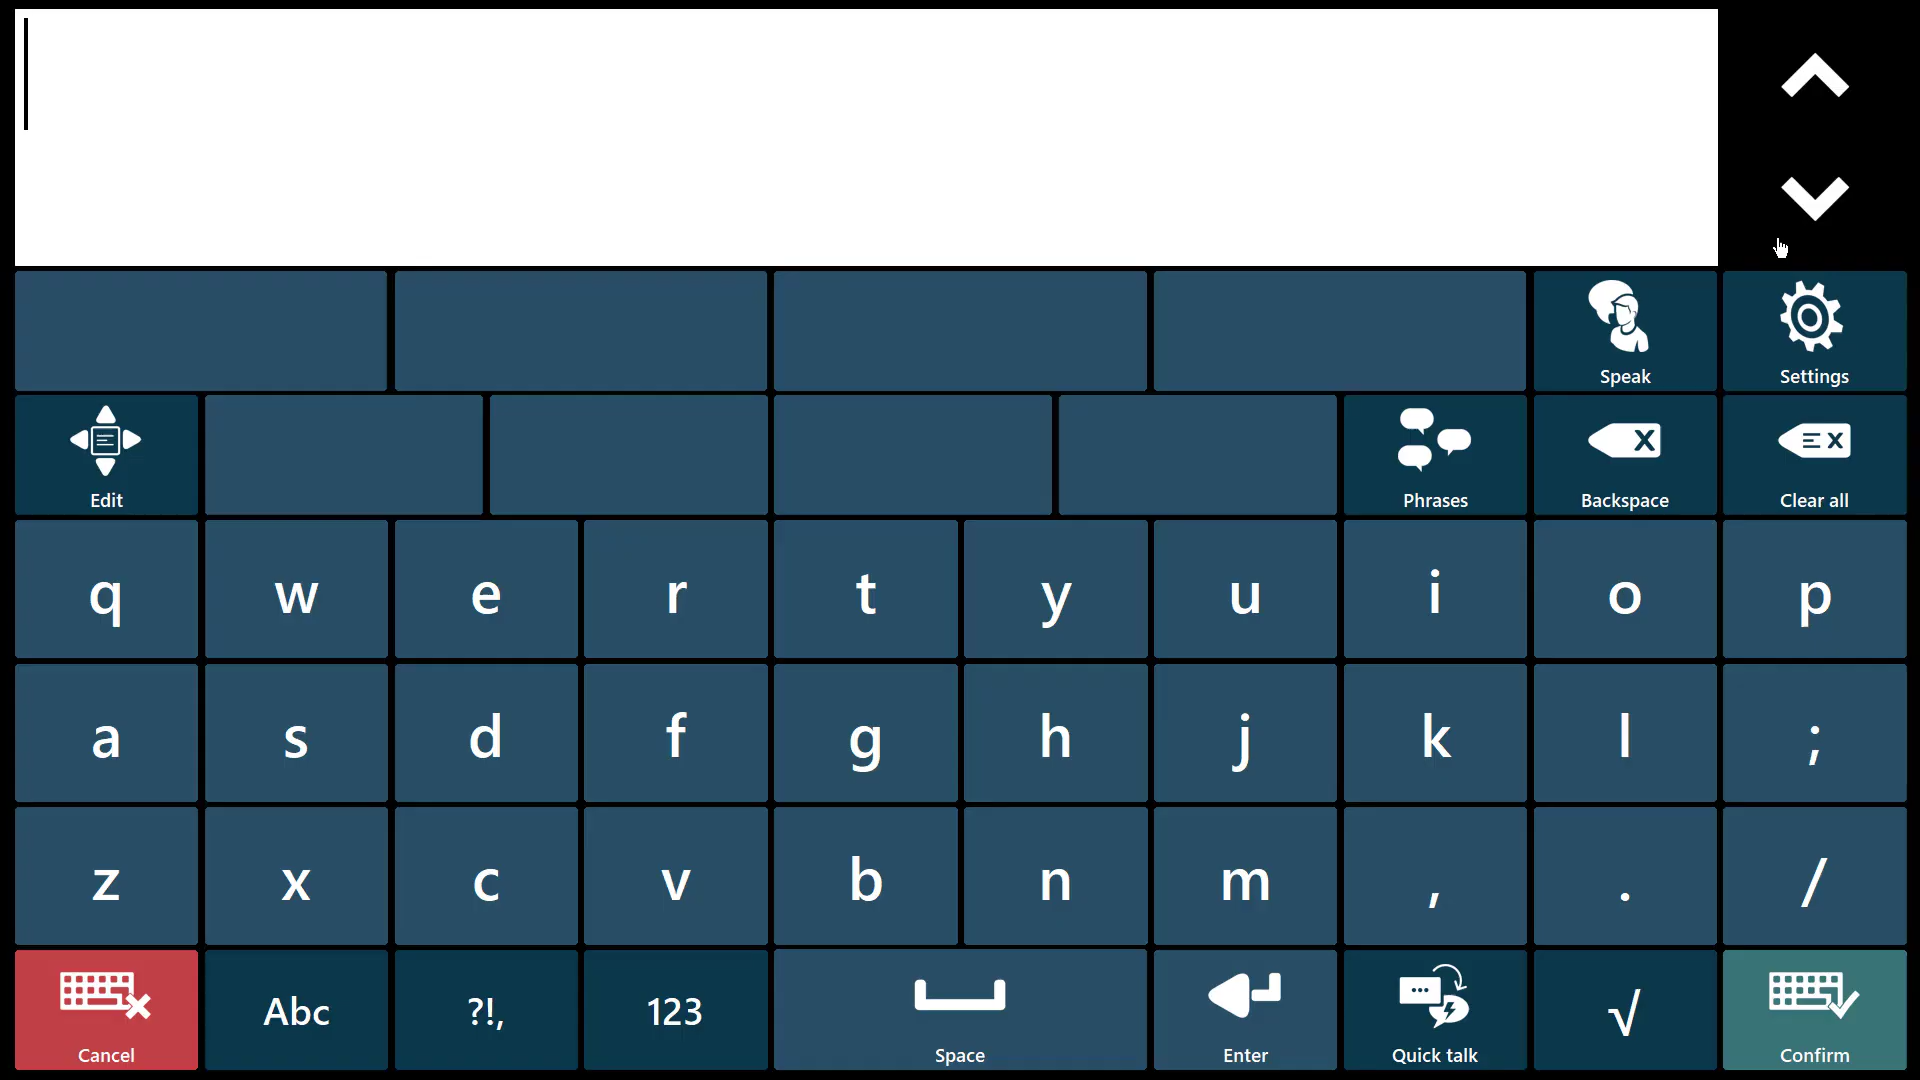 Speak Settings
Edit Phrases Backspace Clear all
q w e r t y u i o p
a s d f g h j k l ;
z x c v b n m , . /
Abc ?!, 123 √
Cancel Space Enter Quick talk Confirm